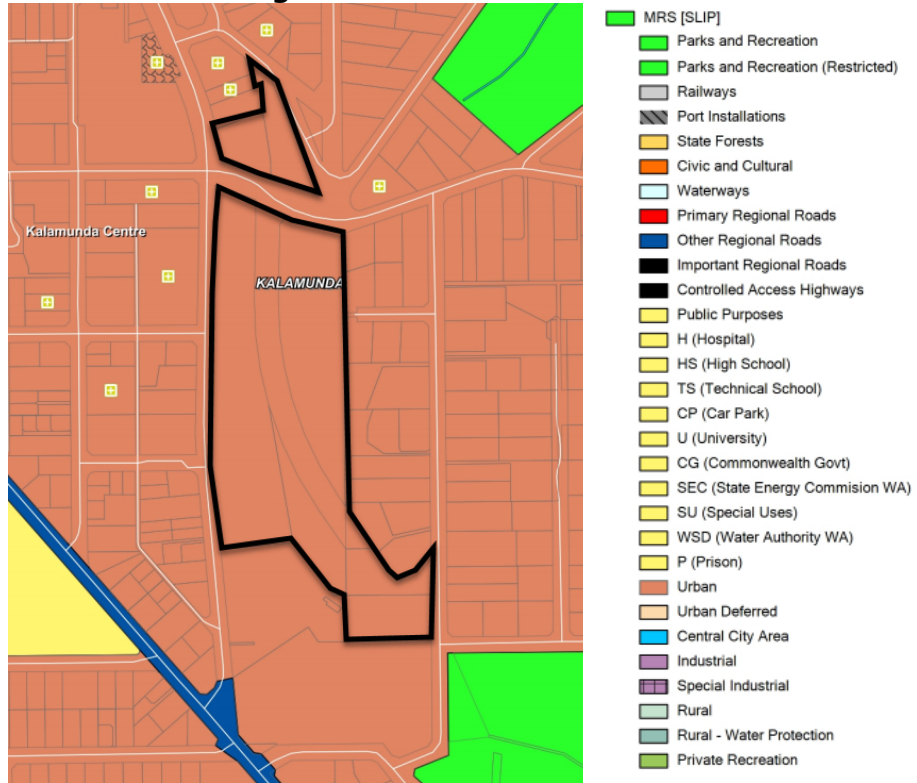 Kalamunda Centre
KALAMUNDA
MRS [SLIP]
Parks and Recreation
Parks and Recreation (Restricted)
Railways
Port Installations
State Forests
Civic and Cultural
Waterways
Primary Regional Roads
Other Regional Roads
Important Regional Roads
Controlled Access Highways
Public Purposes
H (Hospital)
HS (High School)
TS (Technical School)
CP (Car Park)
U (University)
CG (Commonwealth Govt)
SEC (State Energy Commision WA)
SU (Special Uses)
WSD (Water Authority WA)
P (Prison)
Urban
Urban Deferred
Central City Area
Industrial
Special Industrial
Rural
Rural - Water Protection
Private Recreation